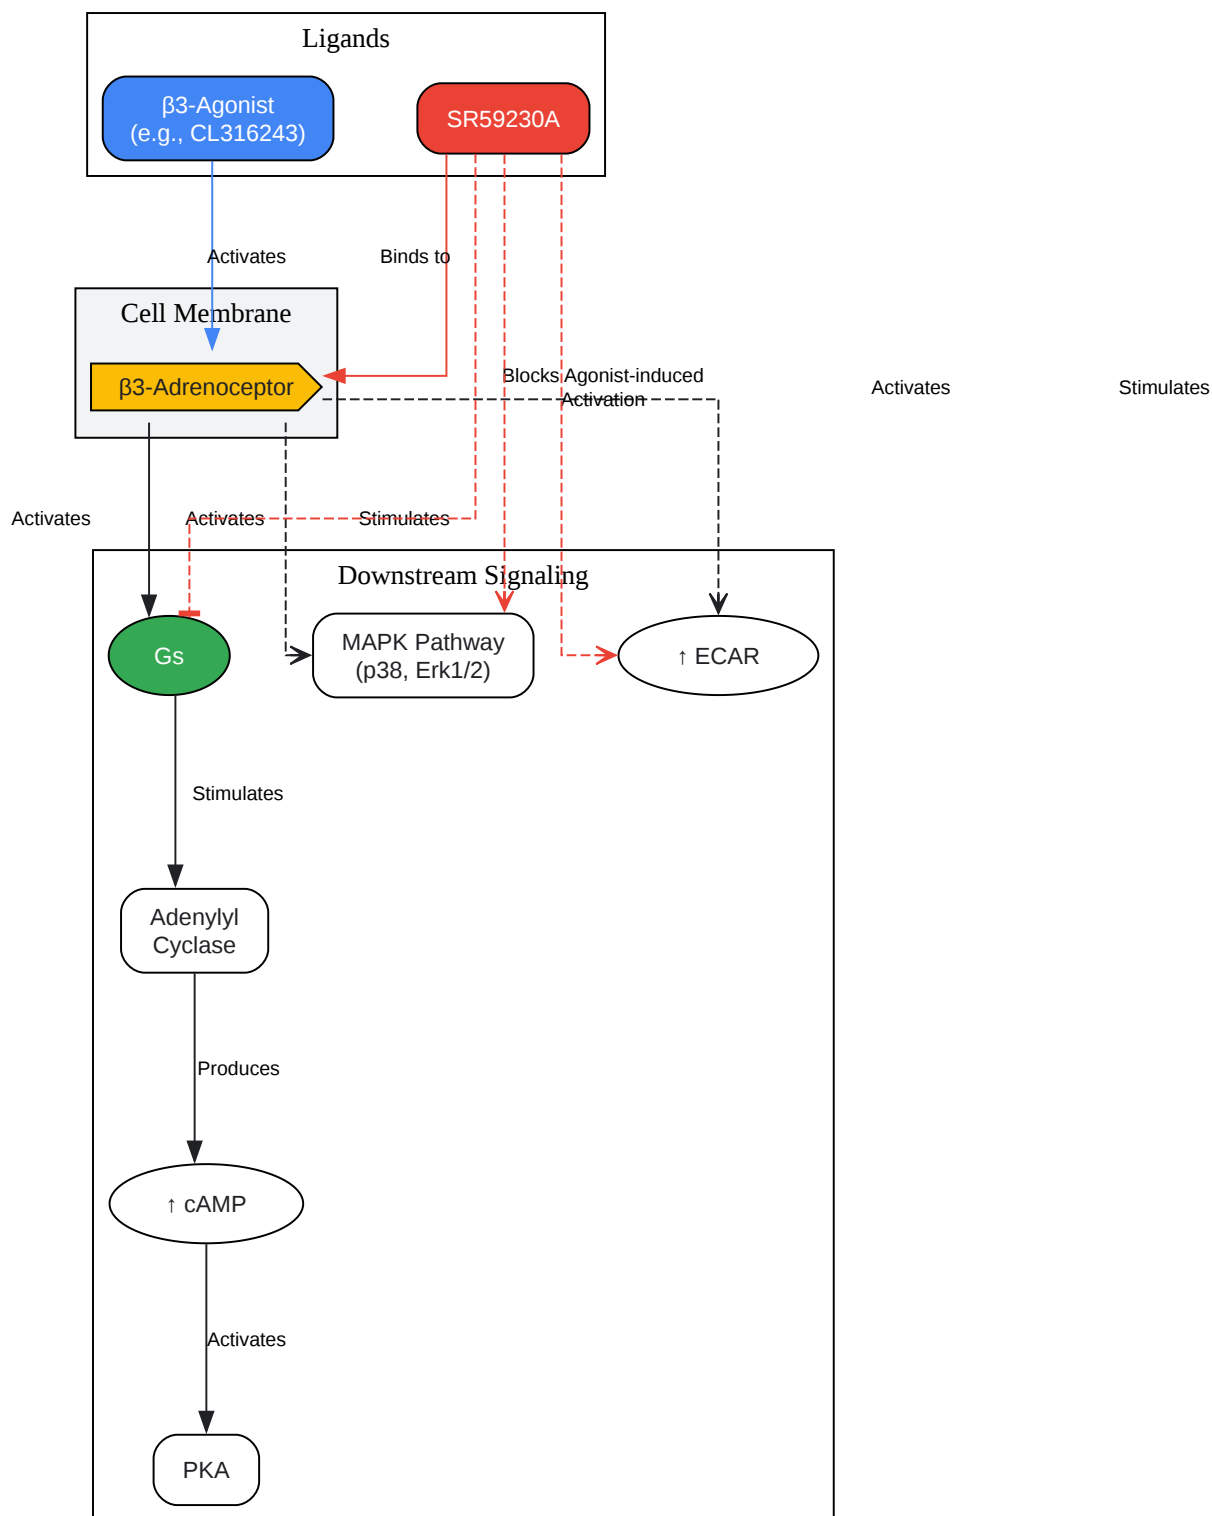 Ligands
β3-Agonist
(e.g., CL316243)
SR59230A
Activates
Binds to
Cell Membrane
β3-Adrenoceptor
Blocks Agonist-induced
Activation
Activates
Stimulates
Activates
Activates
Stimulates
Downstream Signaling
Gs
MAPK Pathway
(p38, Erk1/2)
↑ ECAR
Stimulates
Adenylyl
Cyclase
Produces
↑ cAMP
Activates
PKA